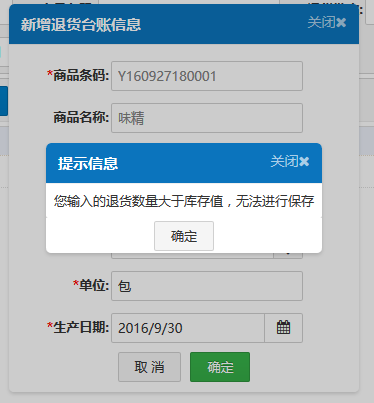 新增退货台账信息 关闭✖
*商品条码: Y160927180001
商品名称: 味精
提示信息 关闭✖
您输入的退货数量大于库存值，无法进行保存
确定
*单位: 包
*生产日期: 2016/9/30
取 消 确定